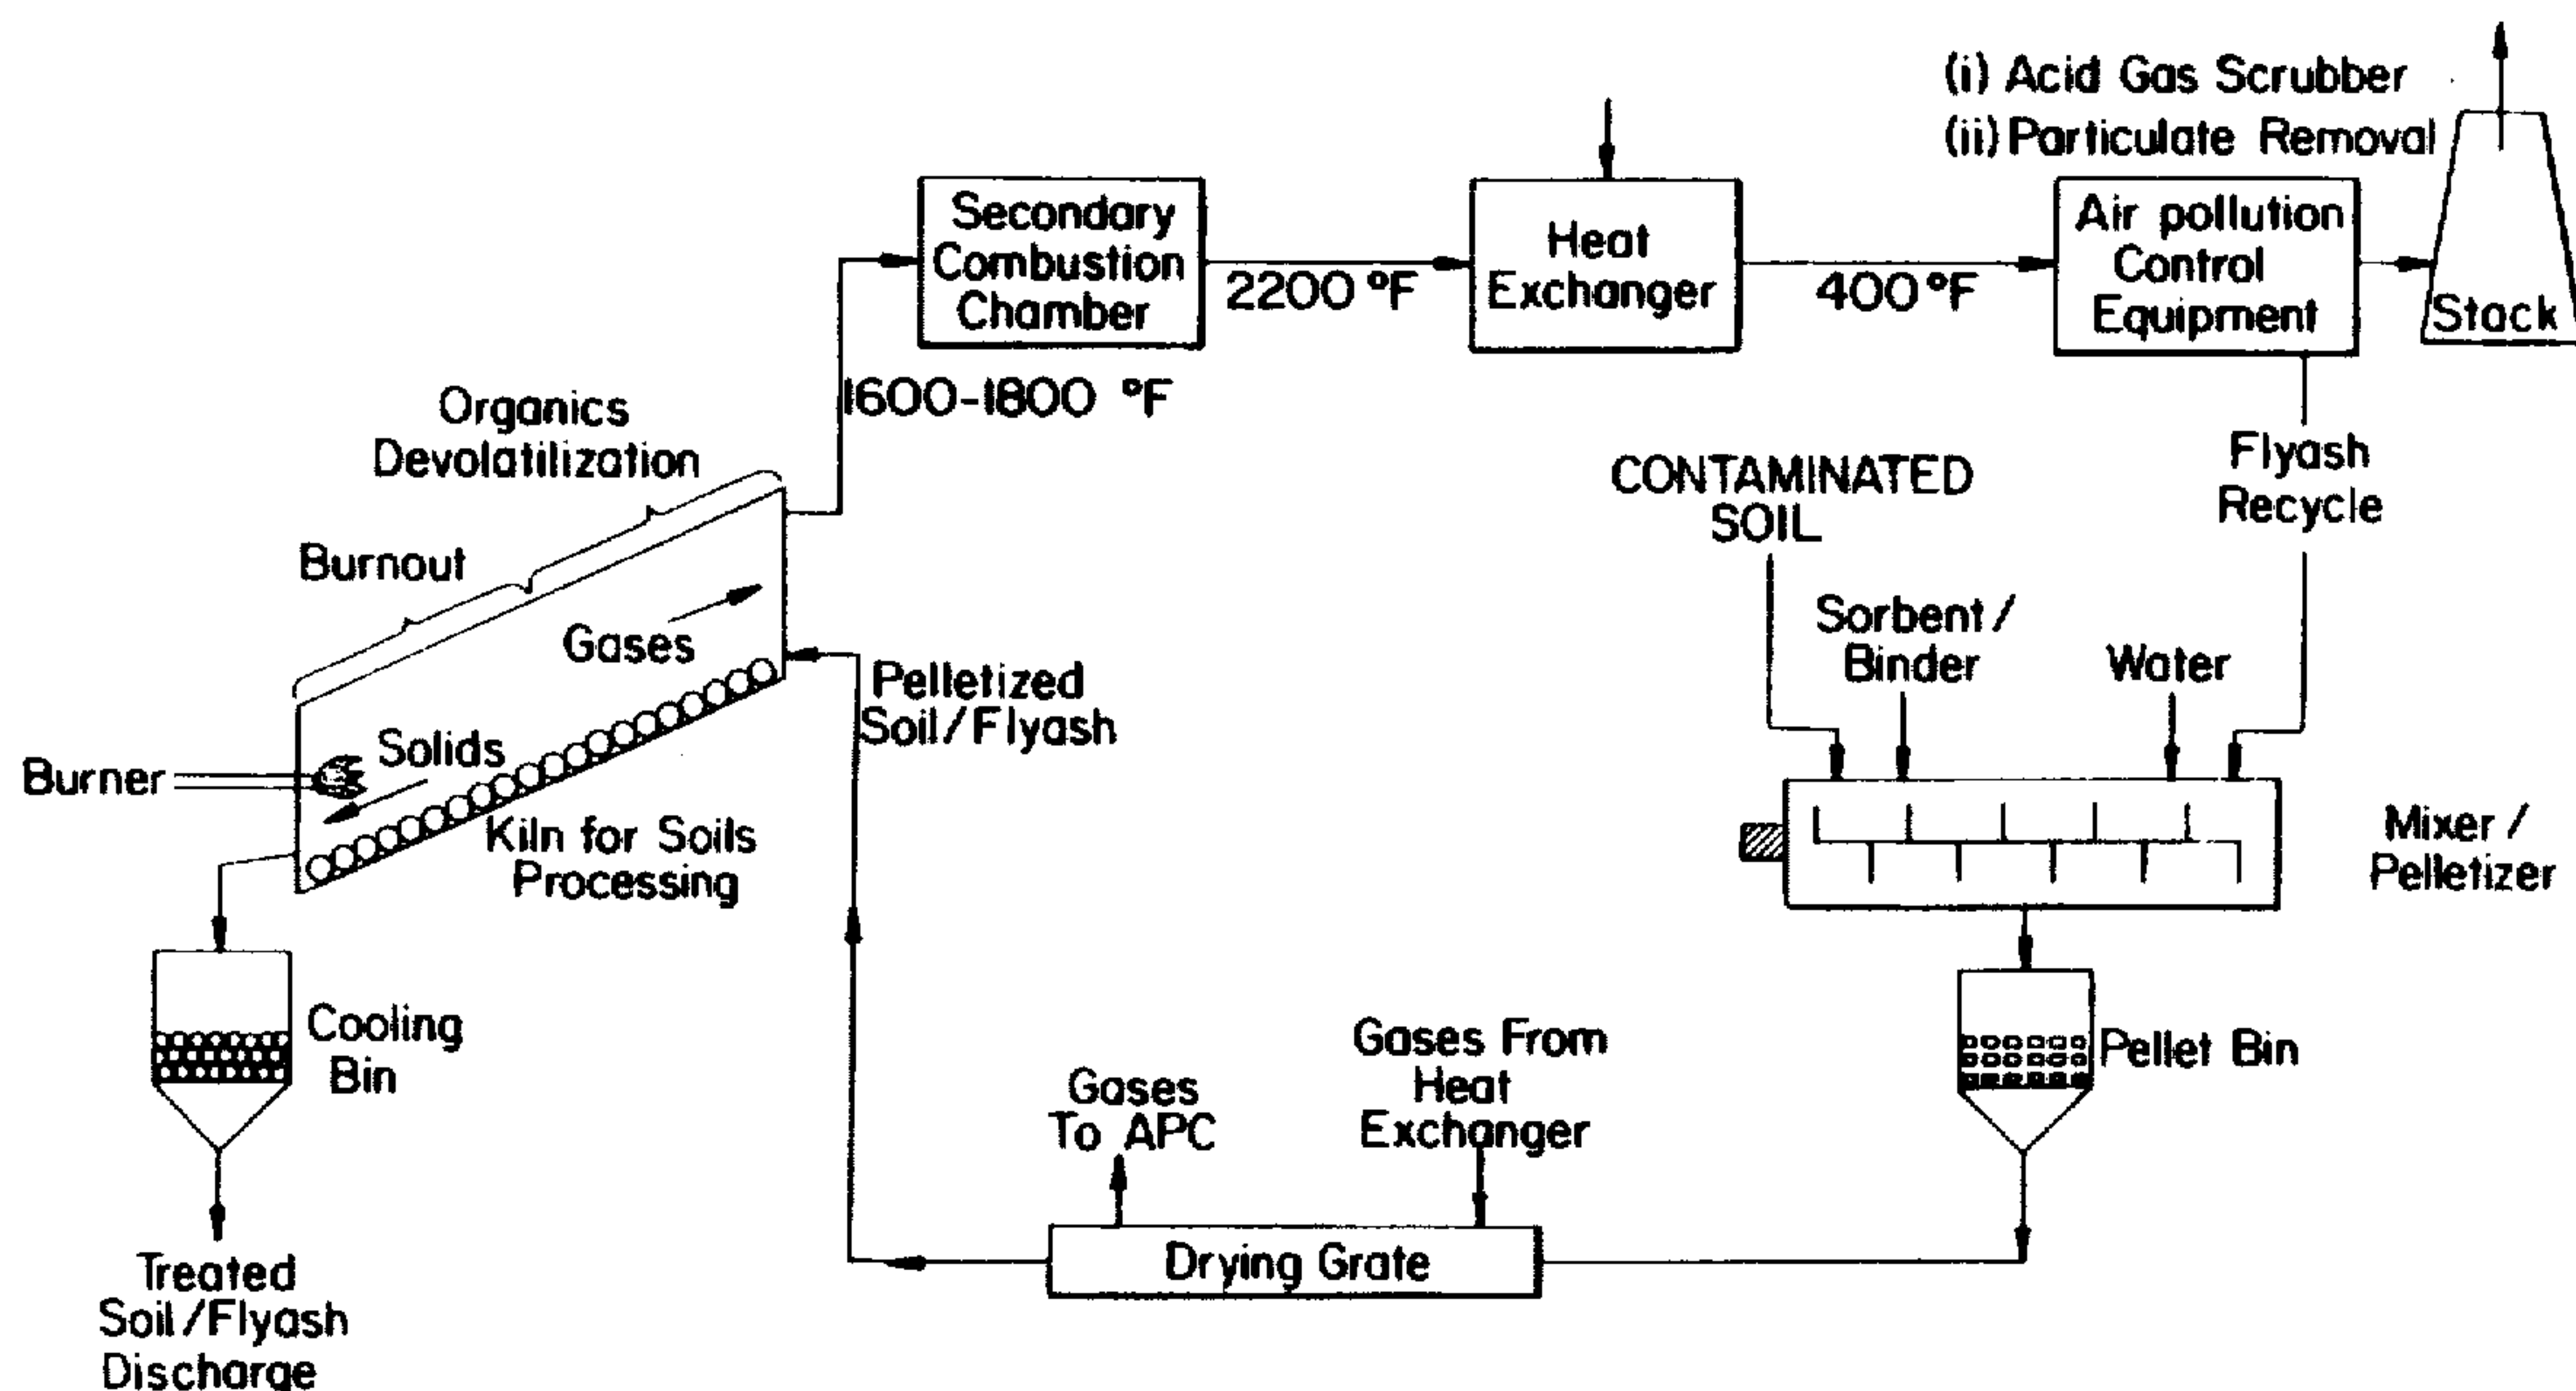 (i) Acid Gas Scrubber
(ii) Particulate Removal
Secondary
Combustion
Chamber
2200 °F
Heat
Exchanger
400 °F
Air pollution
Control
Equipment
Stack
1600-1800 °F
Organics
Devolatilization
Burnout
Gases
Solids
Burner
Kiln for Soils
Processing
Pelletized
Soil/Flyash
CONTAMINATED
SOIL
Sorbent/
Binder
Water
Flyash
Recycle
Mixer/
Pelletizer
Pellet Bin
Gases From
Heat
Exchanger
Gases
To APC
Drying Grate
Cooling
Bin
Treated
Soil/Flyash
Discharge